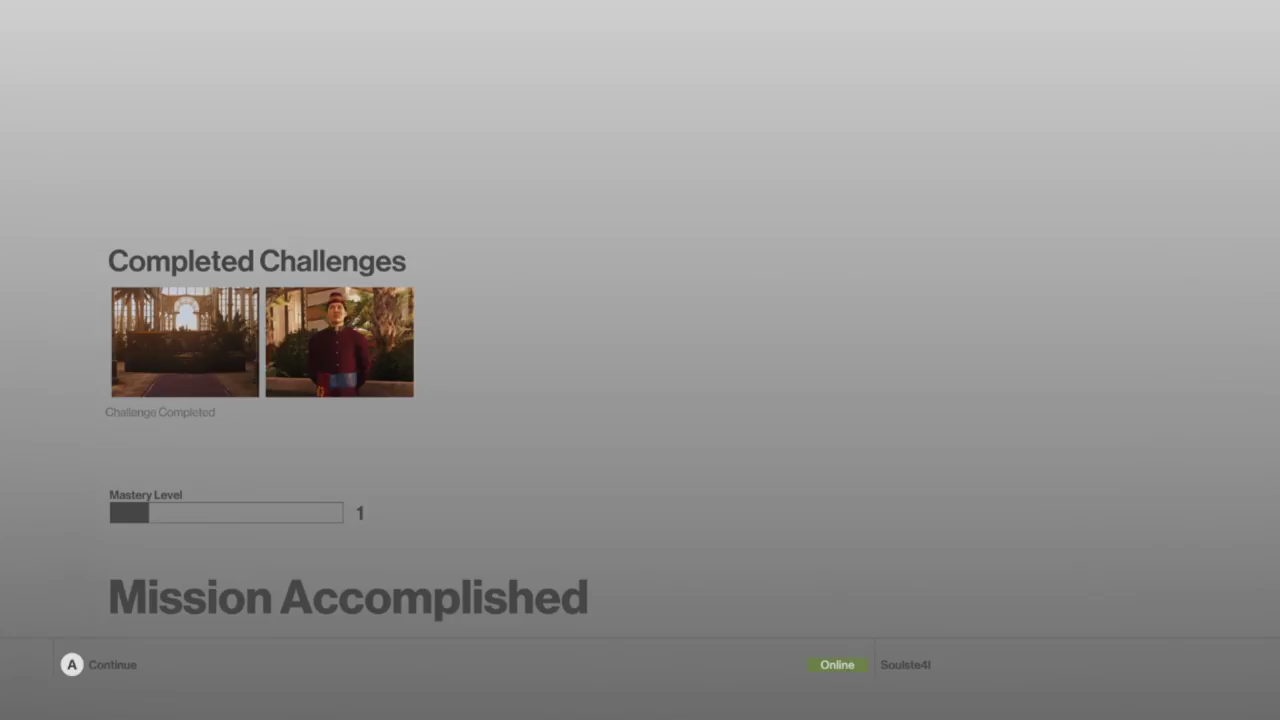 Completed Challenges
Challenge Completed
Mastery Level
1
Mission Accomplished
A Continue
Online
Soulste4l